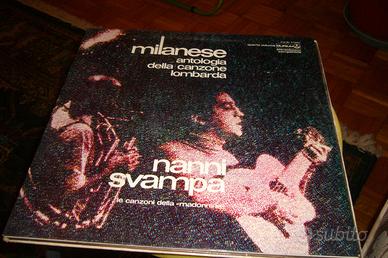 milanese
antologia
della canzone
lombarda
nanni
svampa
le canzoni della «madonnina»
subito